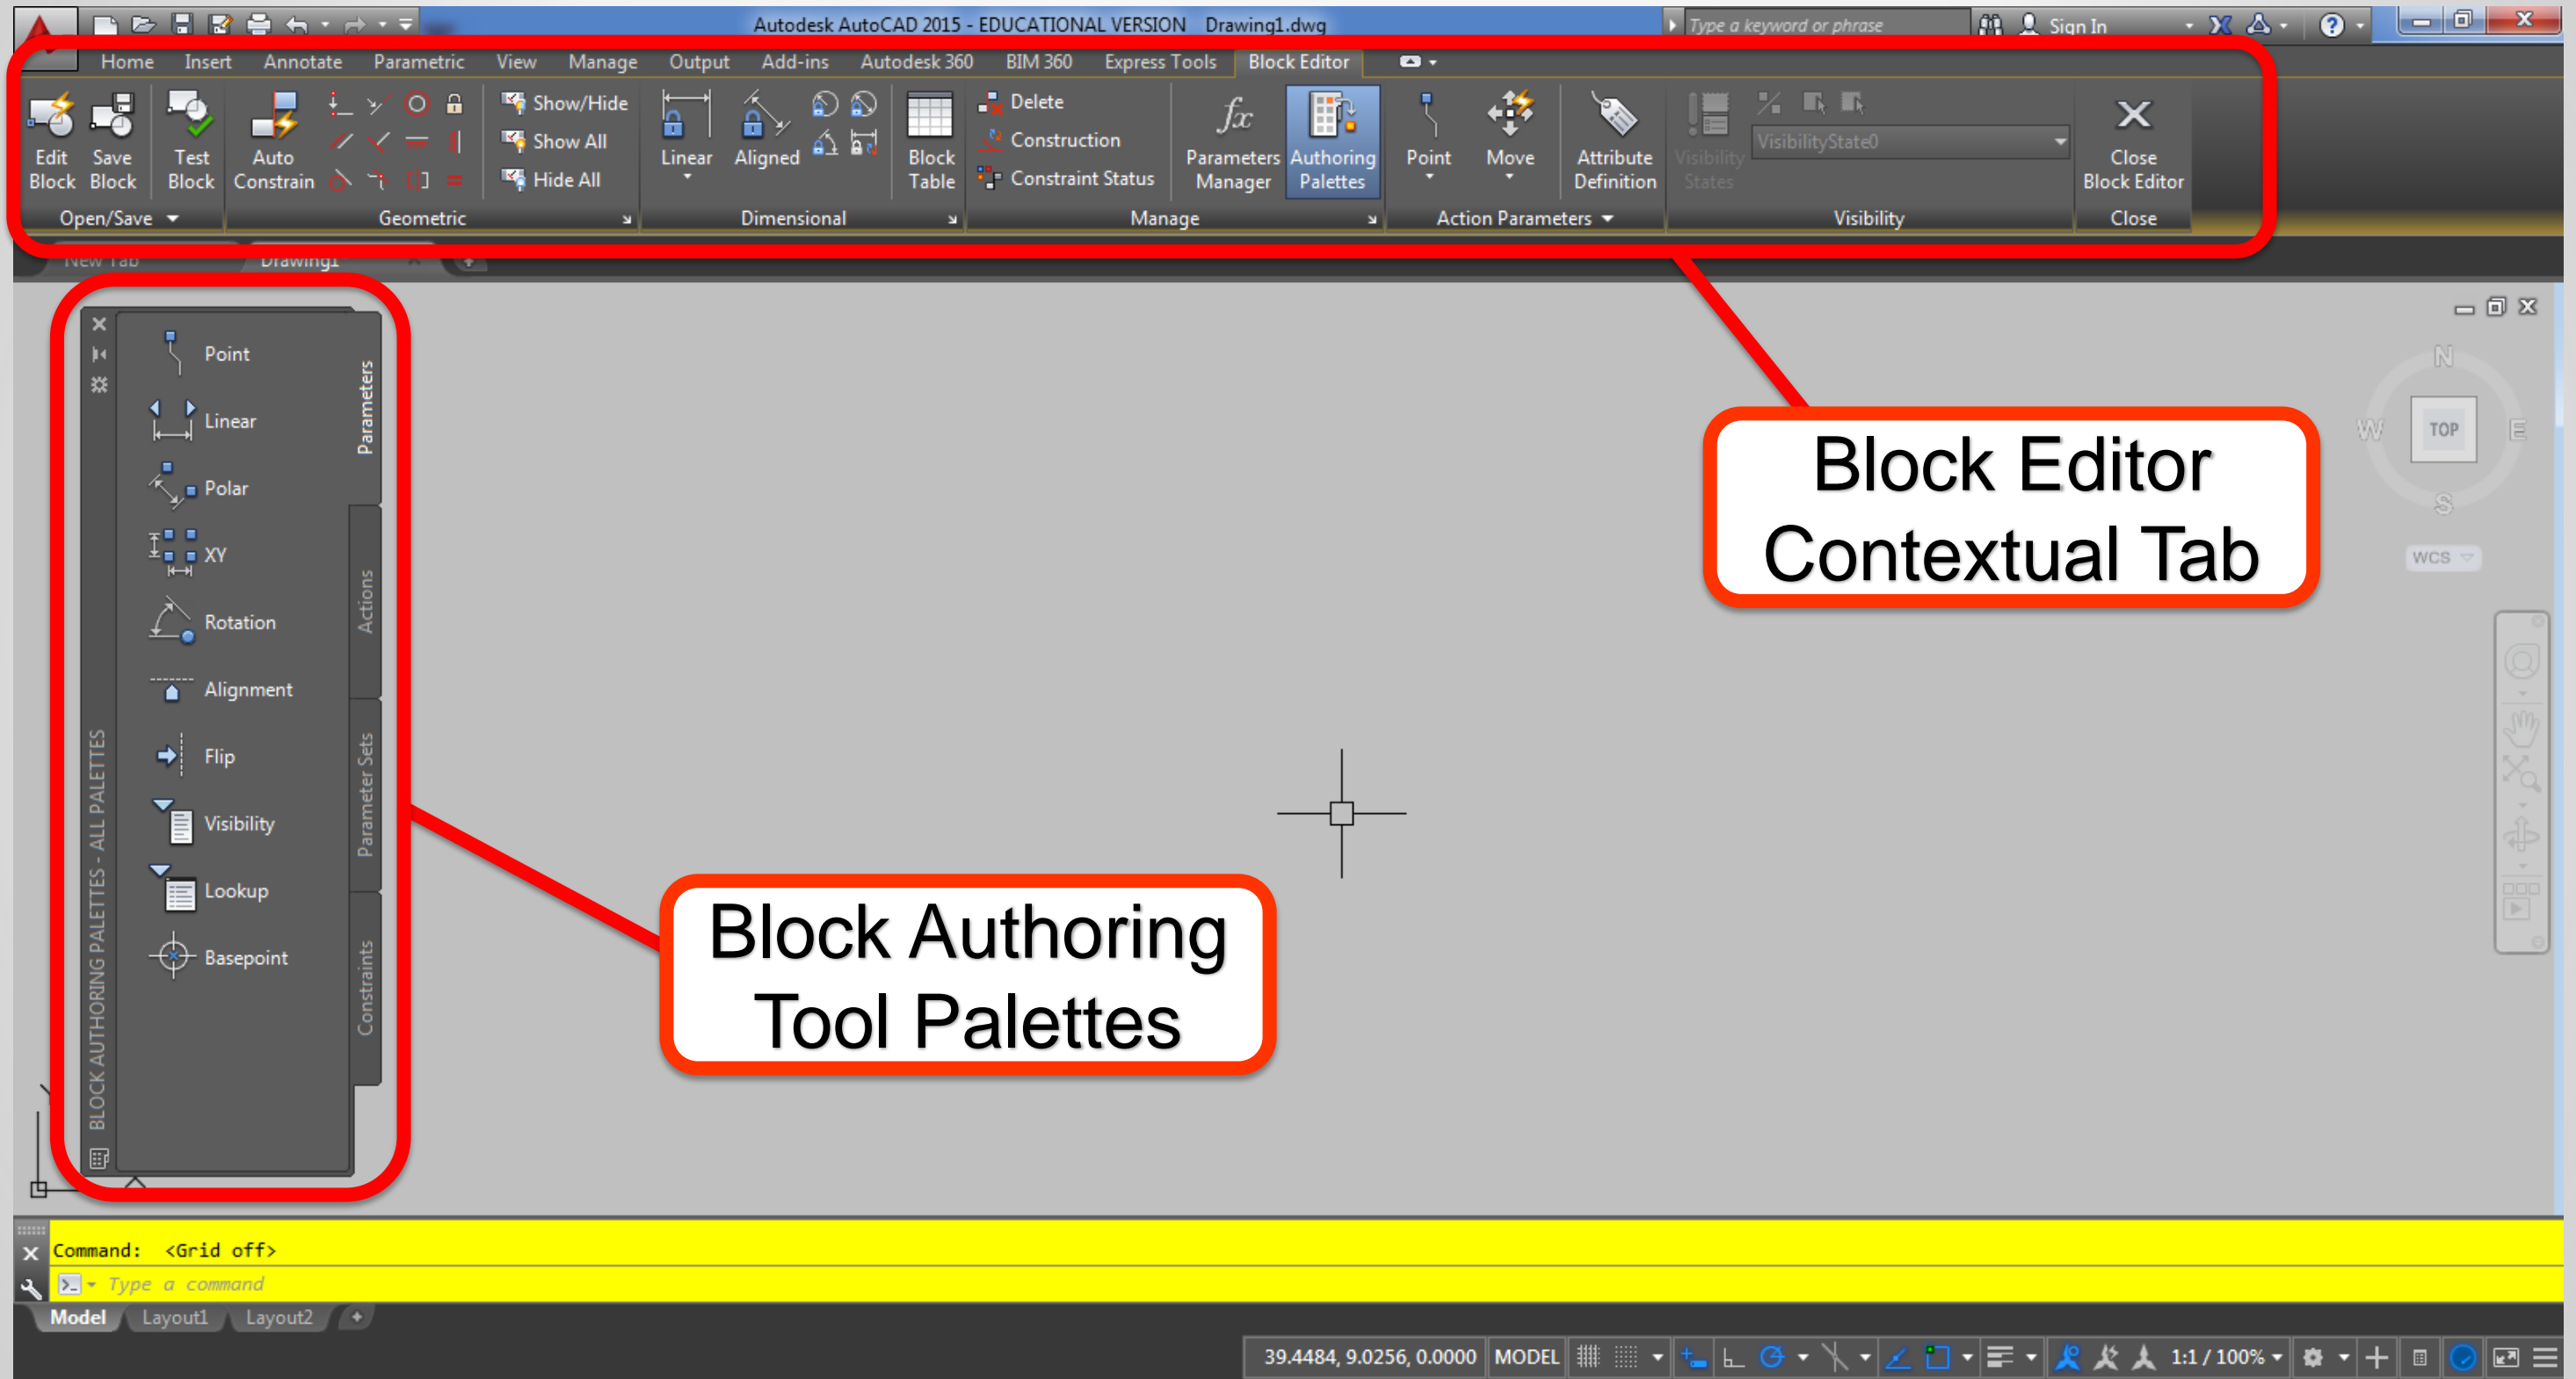 Autodesk AutoCAD 2015 - EDUCATIONAL VERSION Drawing1.dwg
Type a keyword or phrase
Sign In
Home Insert Annotate Parametric View Manage Output Add-ins Autodesk 360 BIM 360 Express Tools Block Editor
Edit Block
Save Block
Test Block
Auto Constrain
Show/Hide
Show All
Hide All
Linear
Aligned
Block Table
Delete
Construction
Constraint Status
fx
Parameters Manager
Authoring Palettes
Point
Move
Attribute Definition
Visibility States
VisibilityState0
Close Block Editor
Open/Save
Geometric
Dimensional
Manage
Action Parameters
Visibility
Close
New Tab
Drawing1
Point
Linear
Polar
XY
Rotation
Alignment
Flip
Visibility
Lookup
Basepoint
Parameters
Actions
Parameter Sets
Constraints
BLOCK AUTHORING PALETTES - ALL PALETTES
Block Editor
Contextual Tab
Block Authoring
Tool Palettes
N
W
TOP
E
S
WCS
Command: <Grid off>
Type a command
Model Layout1 Layout2
39.4484, 9.0256, 0.0000 MODEL
1:1 / 100%